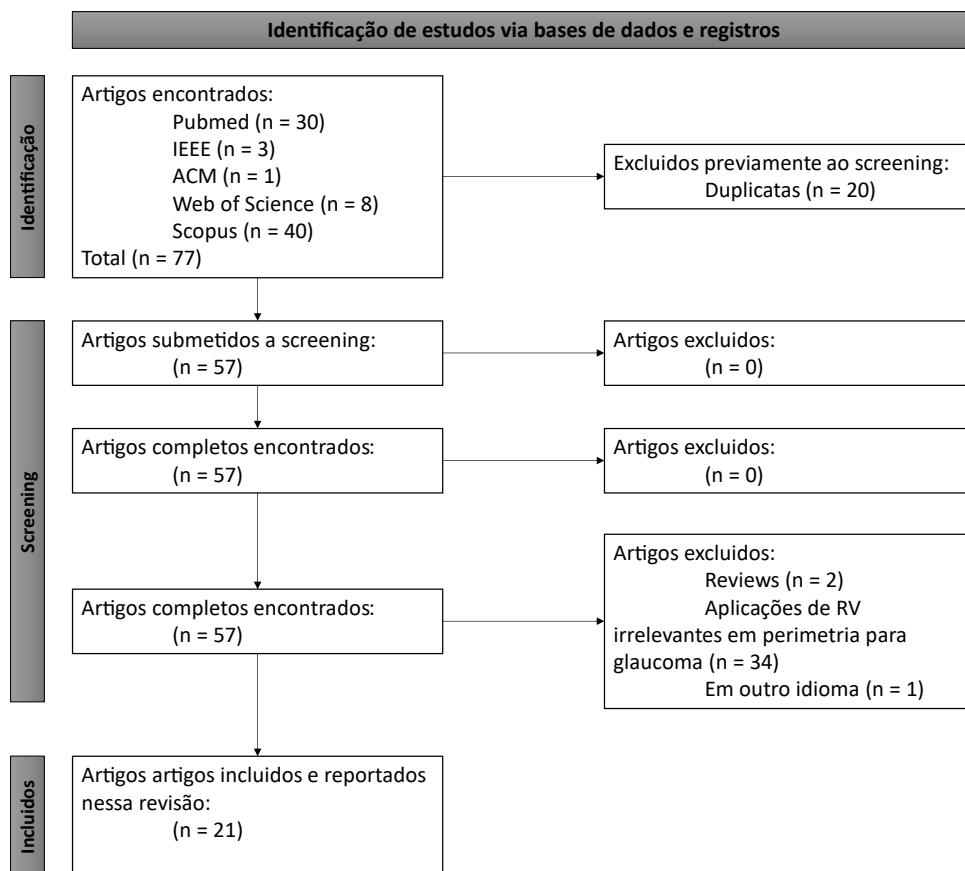 Identificação de estudos via bases de dados e registros
Identificação
Artigos encontrados:
Pubmed (n = 30)
IEEE (n = 3)
ACM (n = 1)
Web of Science (n = 8)
Scopus (n = 40)
Total (n = 77)
Excluidos previamente ao screening:
Duplicatas (n = 20)
Screening
Artigos submetidos a screening:
(n = 57)
Artigos excluidos:
(n = 0)
Artigos completos encontrados:
(n = 57)
Artigos excluidos:
(n = 0)
Artigos completos encontrados:
(n = 57)
Artigos excluidos:
Reviews (n = 2)
Aplicações de RV
irrelevantes em perimetria para
glaucoma (n = 34)
Em outro idioma (n = 1)
Incluidos
Artigos artigos incluidos e reportados
nessa revisão:
(n = 21)